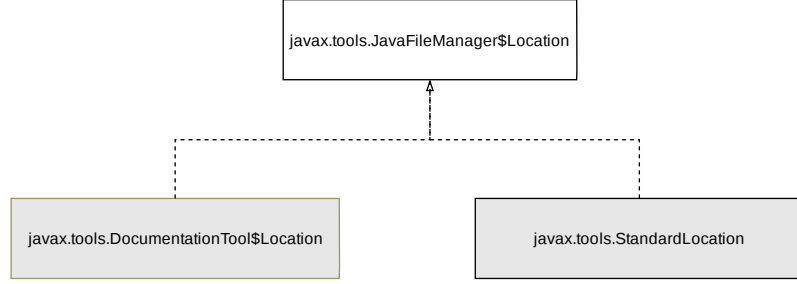 javax.tools.JavaFileManager$Location
javax.tools.DocumentationTool$Location
javax.tools.StandardLocation